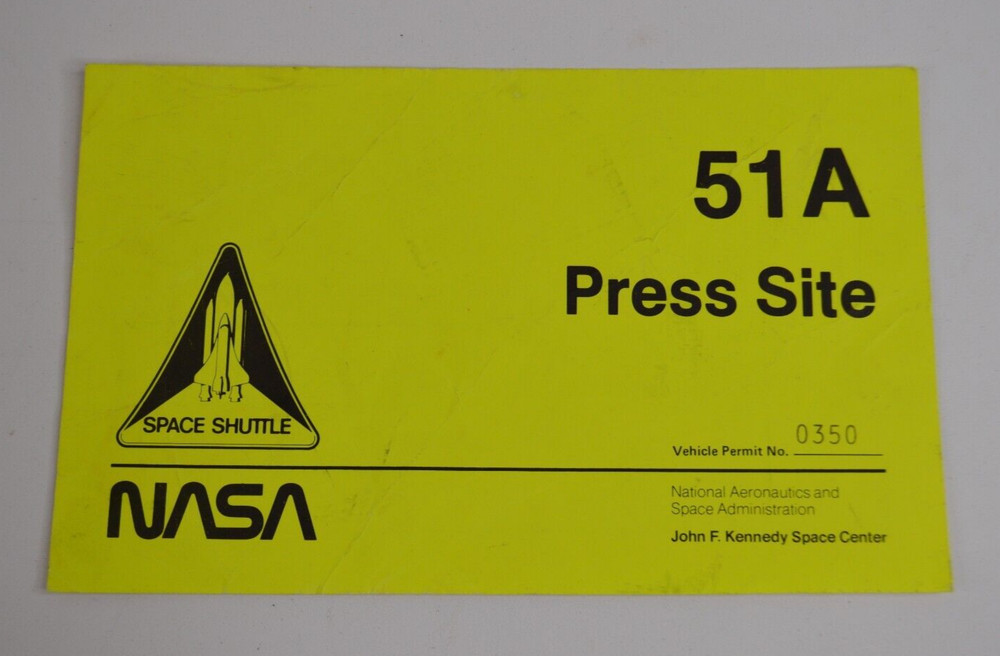 51A
Press Site
SPACE SHUTTLE
Vehicle Permit No. 0350
NASA
National Aeronautics and
Space Administration
John F. Kennedy Space Center